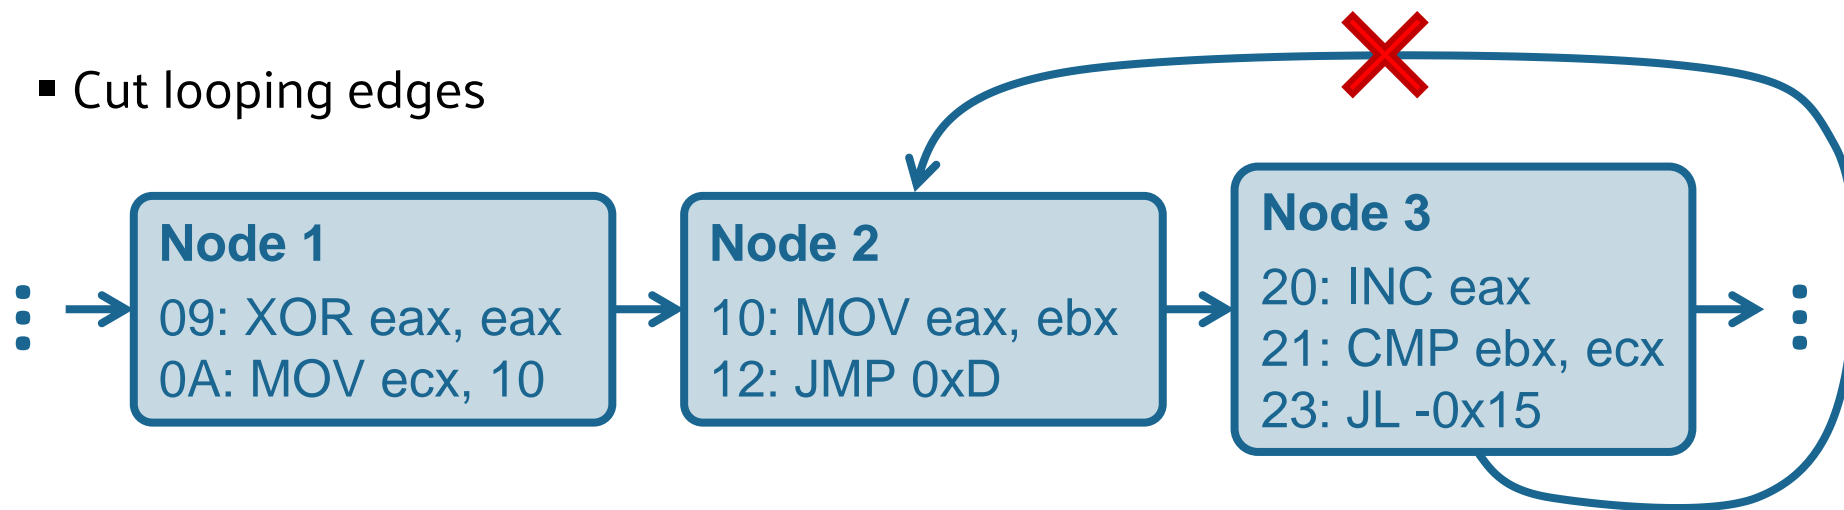 ▪ Cut looping edges
Node 1
09: XOR eax, eax
0A: MOV ecx, 10
Node 2
10: MOV eax, ebx
12: JMP 0xD
Node 3
20: INC eax
21: CMP ebx, ecx
23: JL -0x15